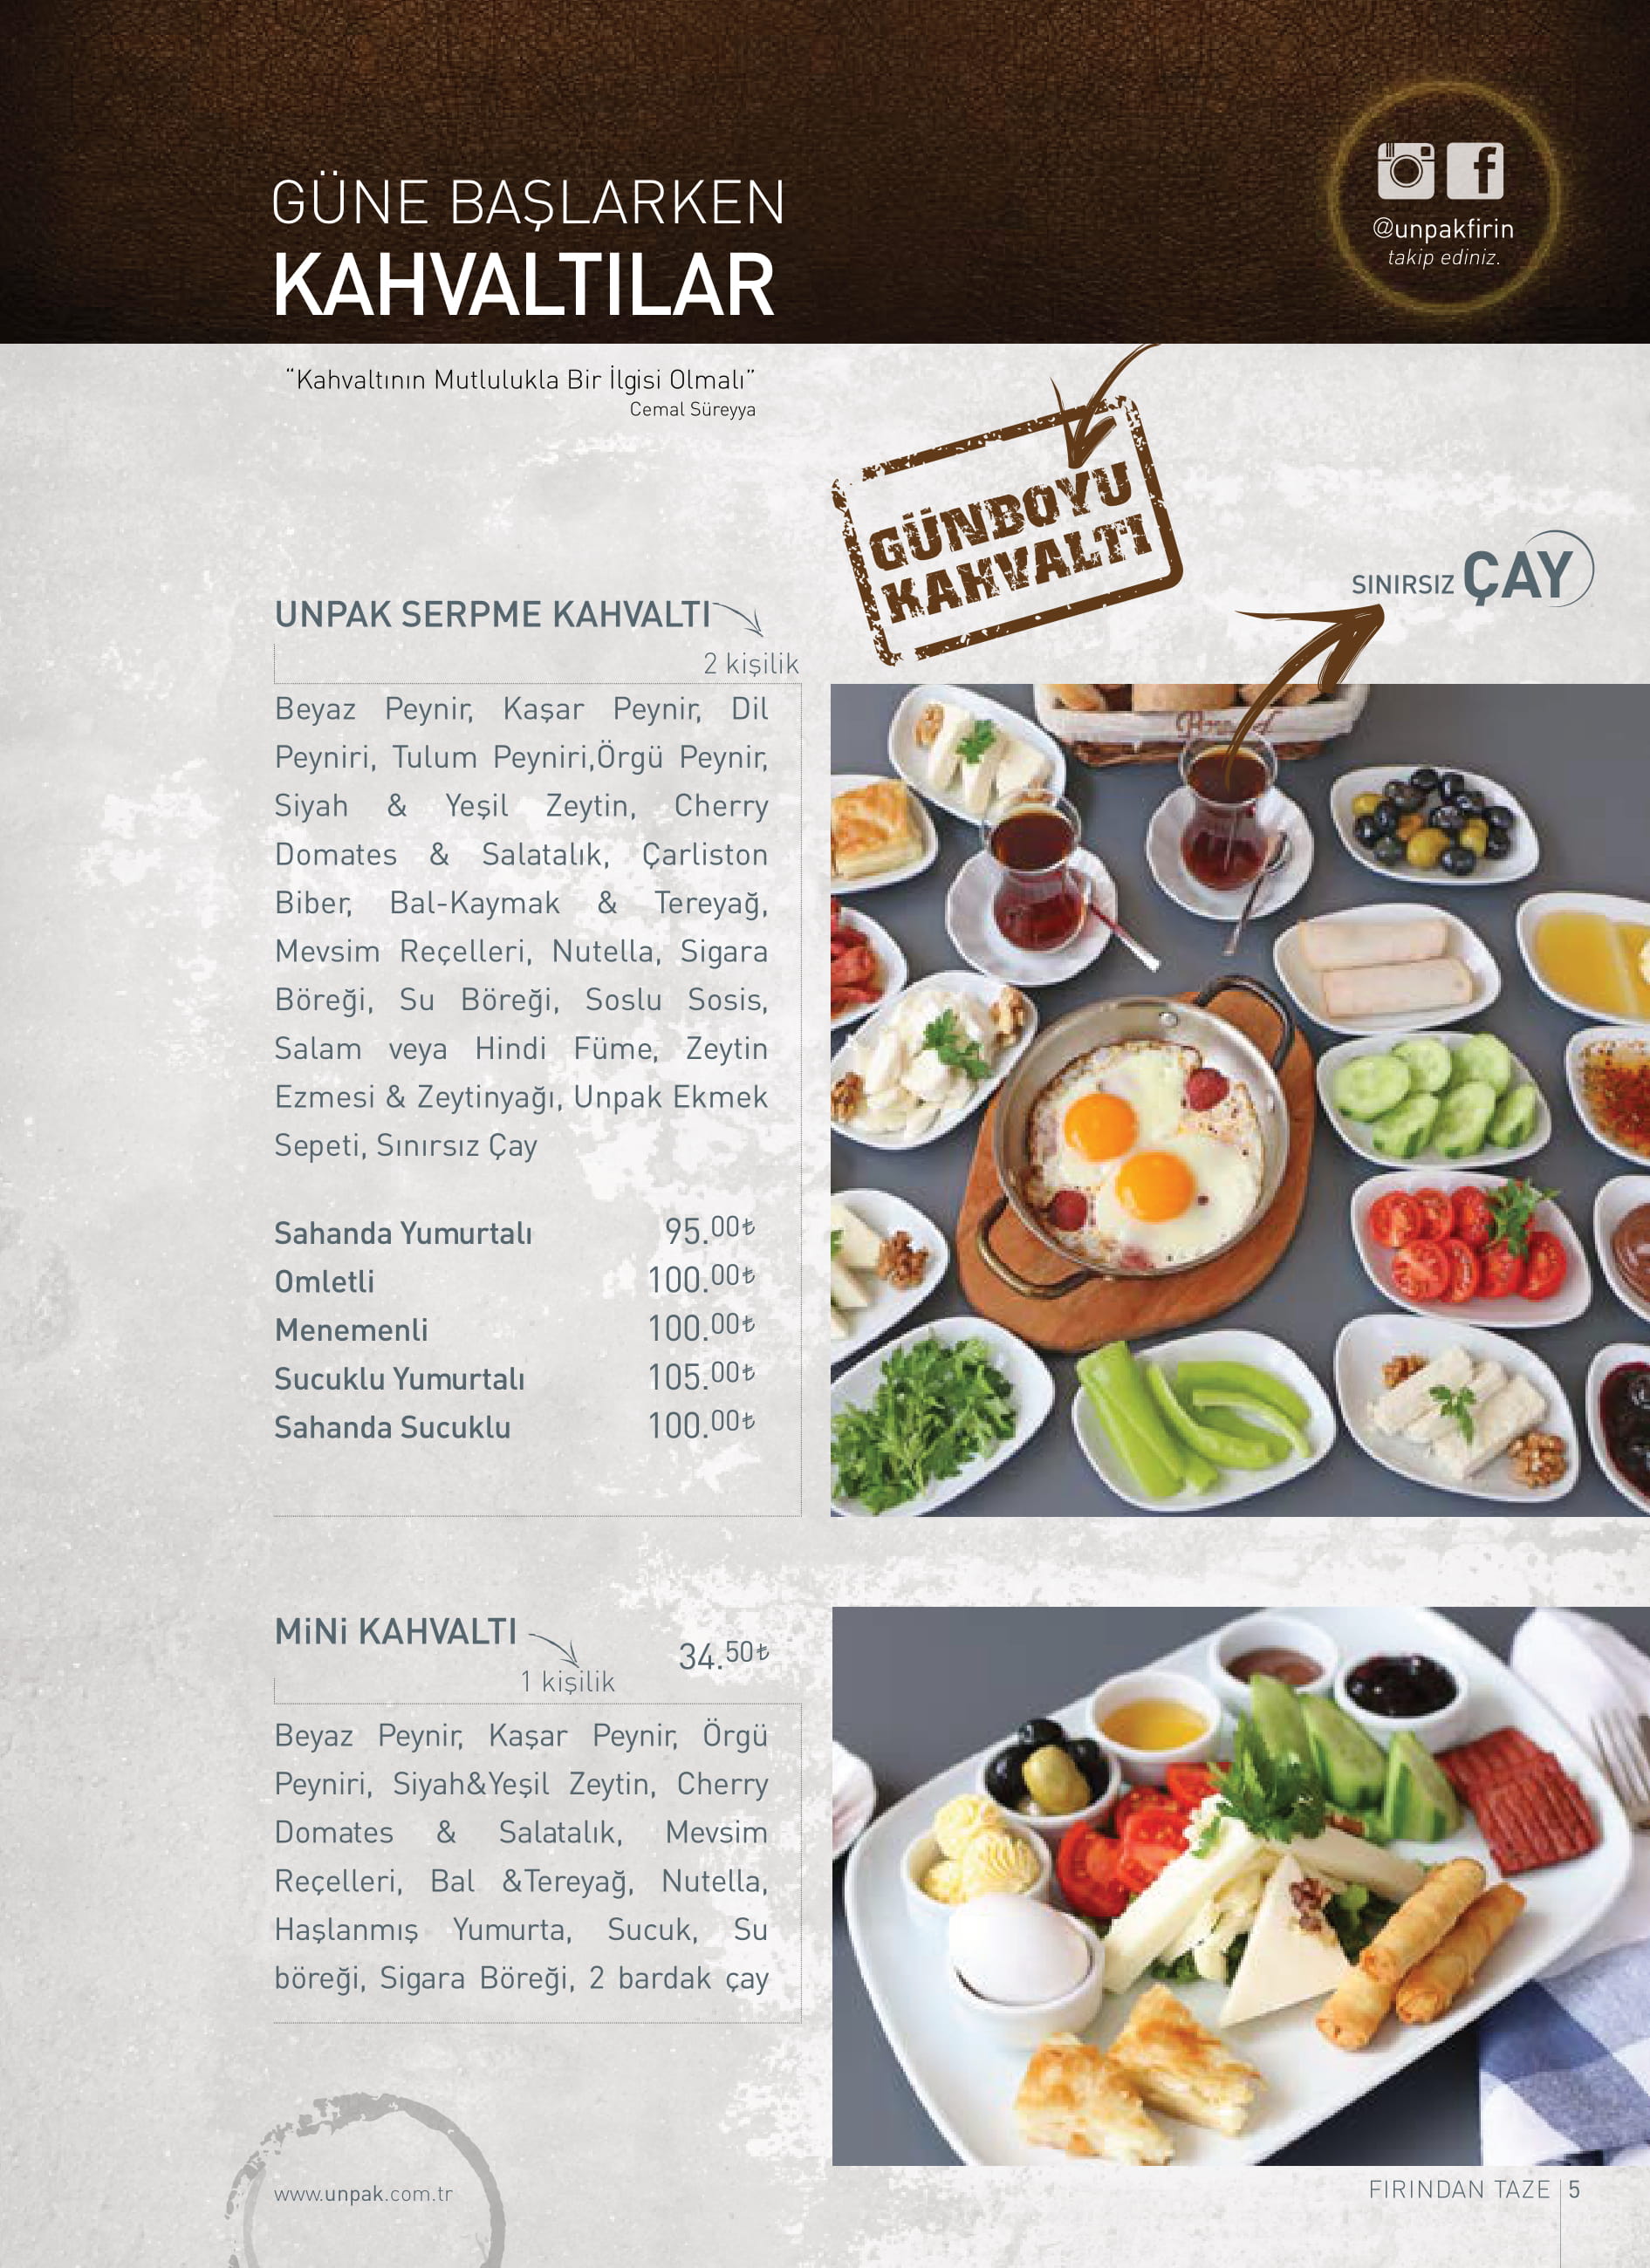 GÜNE BAŞLARKEN
KAHVALTILAR
@unpakfirin
takip ediniz.
“Kahvaltının Mutlulukla Bir İlgisi Olmalı”
Cemal Süreyya
GÜNBOYU
KAHVALTI
SINIRSIZ ÇAY
UNPAK SERPME KAHVALTI
2 kişilik
Beyaz Peynir, Kaşar Peynir, Dil
Peyniri, Tulum Peyniri,Örgü Peynir,
Siyah & Yeşil Zeytin, Cherry
Domates & Salatalık, Çarliston
Biber, Bal-Kaymak & Tereyağ,
Mevsim Reçelleri, Nutella, Sigara
Böreği, Su Böreği, Soslu Sosis,
Salam veya Hindi Füme, Zeytin
Ezmesi & Zeytinyağı, Unpak Ekmek
Sepeti, Sınırsız Çay
Sahanda Yumurtalı 95.00₺
Omletli 100.00₺
Menemenli 100.00₺
Sucuklu Yumurtalı 105.00₺
Sahanda Sucuklu 100.00₺
MiNi KAHVALTI
34.50₺
1 kişilik
Beyaz Peynir, Kaşar Peynir, Örgü
Peyniri, Siyah&Yeşil Zeytin, Cherry
Domates & Salatalık, Mevsim
Reçelleri, Bal &Tereyağ, Nutella,
Haşlanmış Yumurta, Sucuk, Su
böreği, Sigara Böreği, 2 bardak çay
www.unpak.com.tr
FIRINDAN TAZE 5